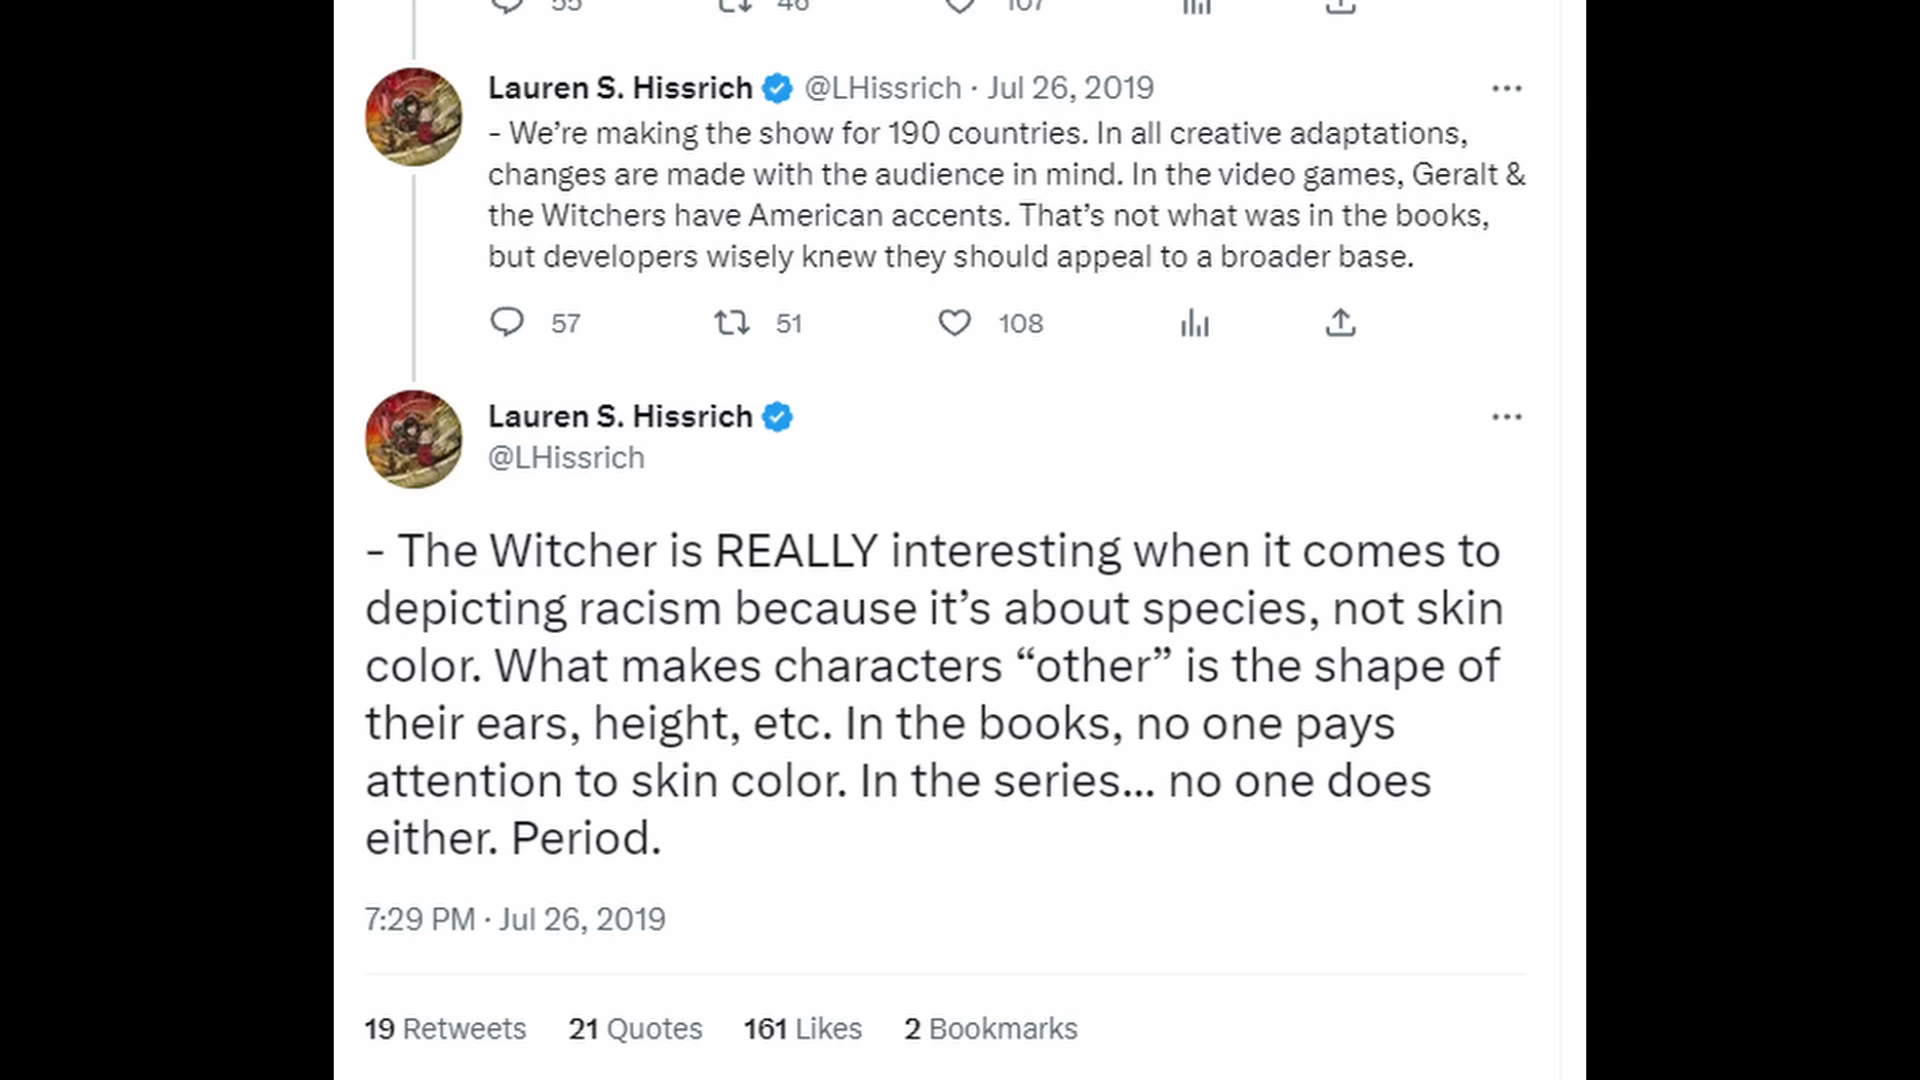 55 46 107
Lauren S. Hissrich @LHissrich · Jul 26, 2019
- We’re making the show for 190 countries. In all creative adaptations,
changes are made with the audience in mind. In the video games, Geralt &
the Witchers have American accents. That’s not what was in the books,
but developers wisely knew they should appeal to a broader base.
57 51 108
Lauren S. Hissrich
@LHissrich
- The Witcher is REALLY interesting when it comes to
depicting racism because it’s about species, not skin
color. What makes characters “other” is the shape of
their ears, height, etc. In the books, no one pays
attention to skin color. In the series... no one does
either. Period.
7:29 PM · Jul 26, 2019
19 Retweets 21 Quotes 161 Likes 2 Bookmarks